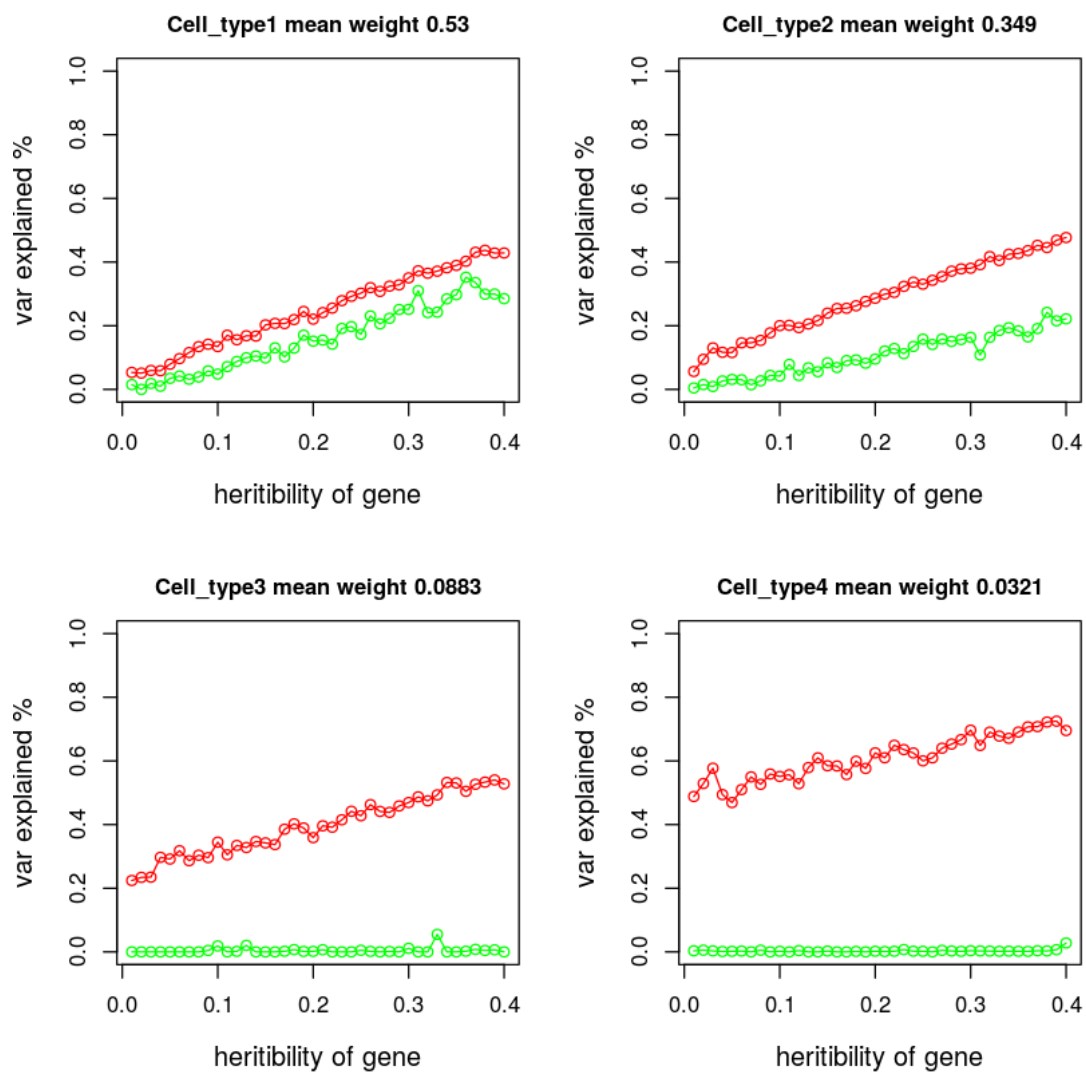 Cell_type1 mean weight 0.53
var explained %
1.0
0.8
0.6
0.4
0.2
0.0
0.0 0.1 0.2 0.3 0.4
heritibility of gene
Cell_type2 mean weight 0.349
var explained %
1.0
0.8
0.6
0.4
0.2
0.0
0.0 0.1 0.2 0.3 0.4
heritibility of gene
Cell_type3 mean weight 0.0883
var explained %
1.0
0.8
0.6
0.4
0.2
0.0
0.0 0.1 0.2 0.3 0.4
heritibility of gene
Cell_type4 mean weight 0.0321
var explained %
1.0
0.8
0.6
0.4
0.2
0.0
0.0 0.1 0.2 0.3 0.4
heritibility of gene